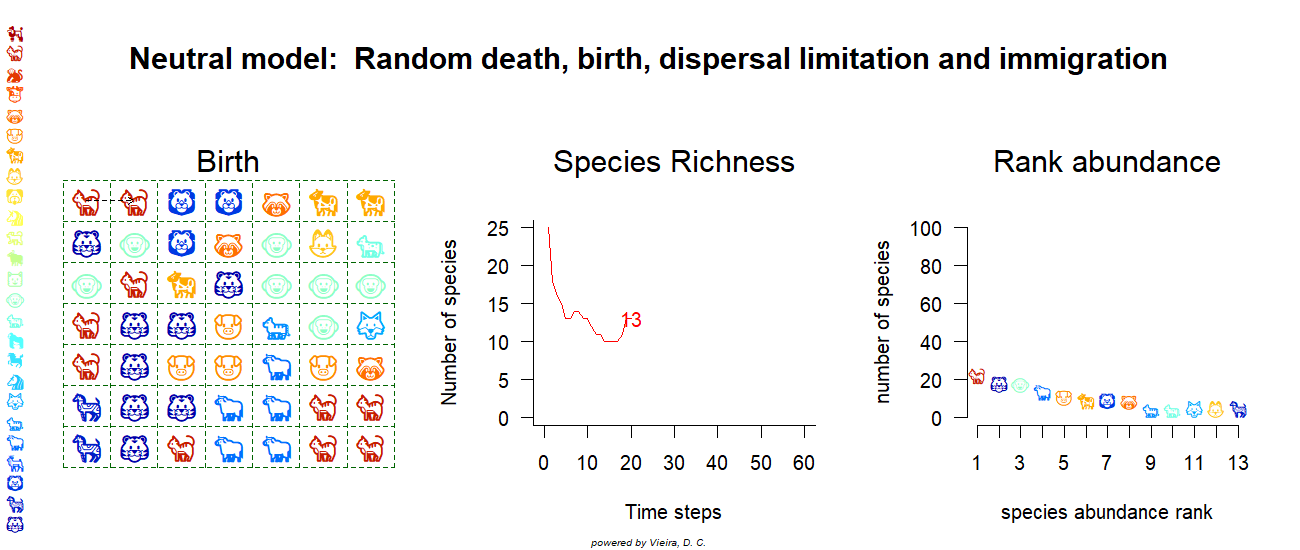 Neutral model:  Random death, birth, dispersal limitation and immigration
Birth
Species Richness
Number of species
25
20
15
10
5
0
13
0 10 20 30 40 50 60
Time steps
Rank abundance
number of species
100
80
60
40
20
0
1 3 5 7 9 11 13
species abundance rank
powered by Vieira, D. C.